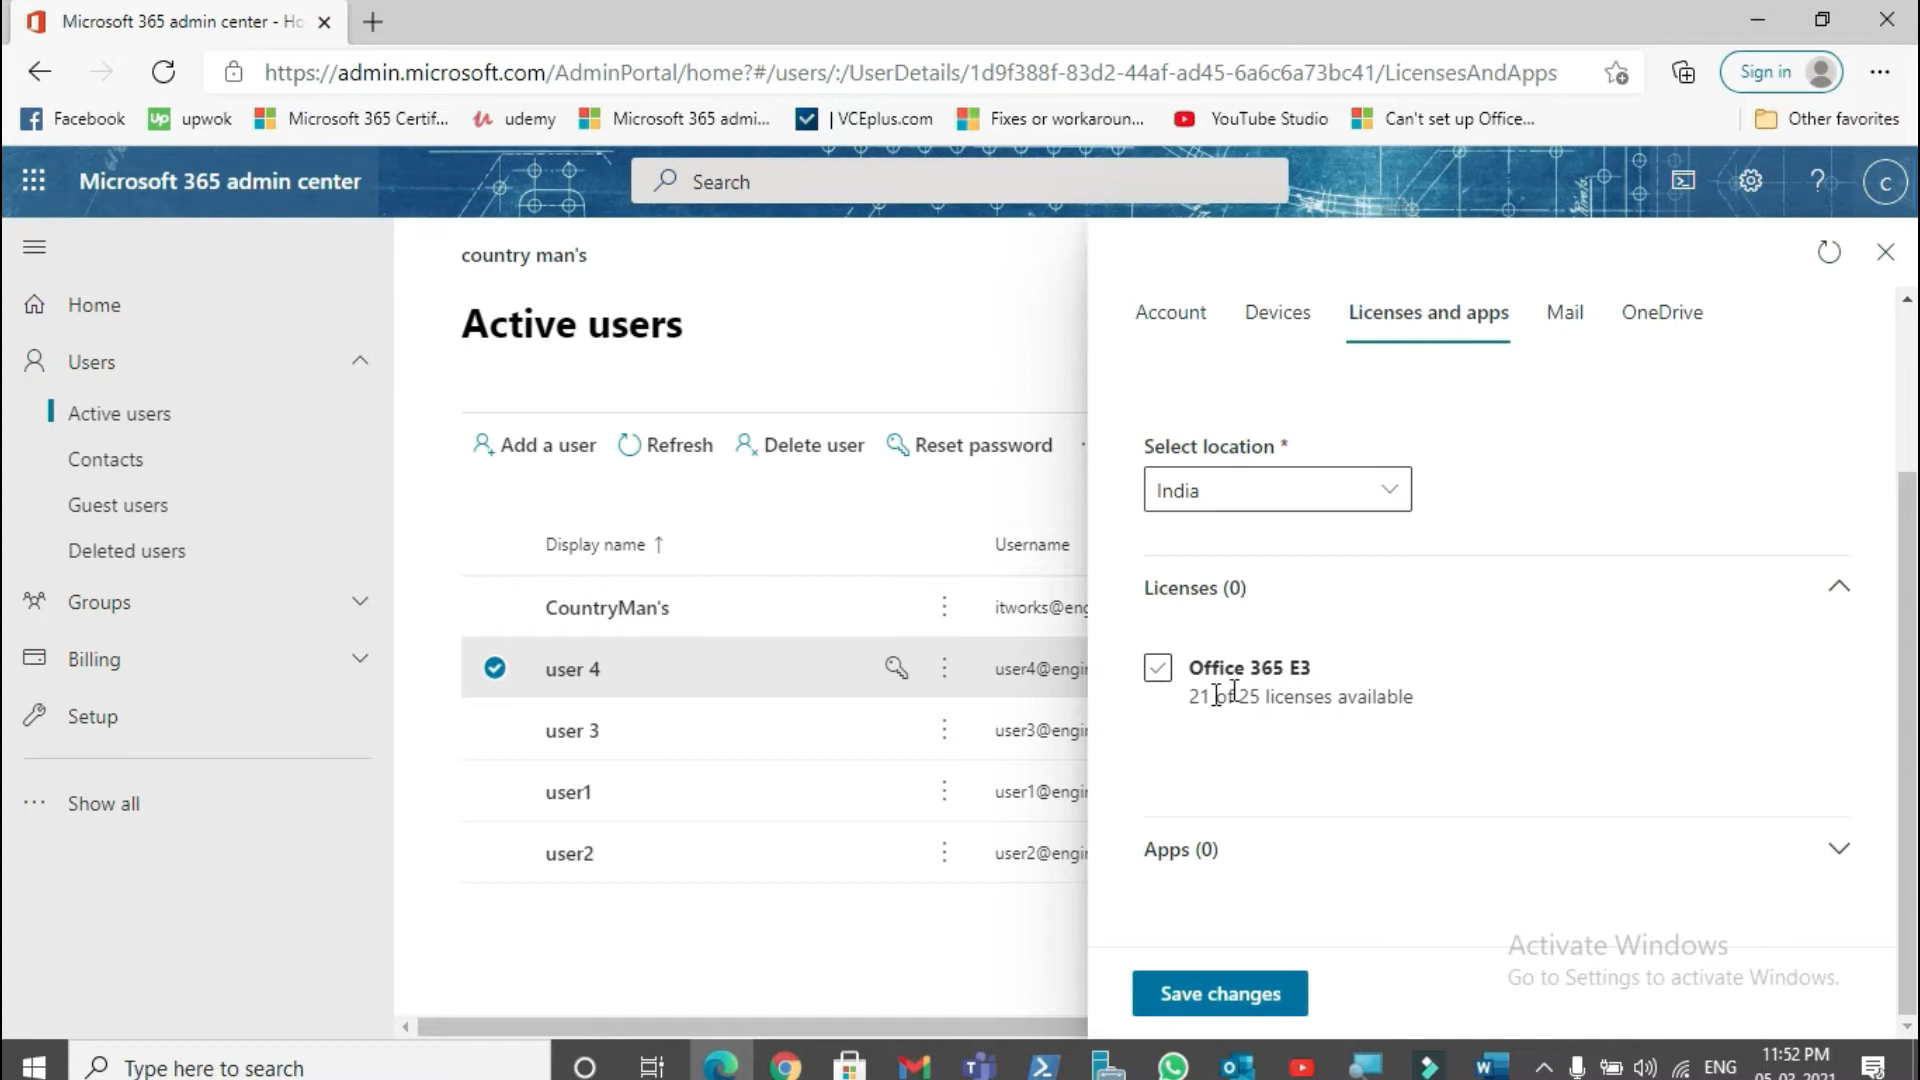 Microsoft 365 admin center - Ho
https://admin.microsoft.com/AdminPortal/home?#/users/:/UserDetails/1d9f388f-83d2-44af-ad45-6a6c6a73bc41/LicensesAndApps
Sign in
Facebook
up upwork
Microsoft 365 Certif...
udemy
Microsoft 365 admi...
| VCEplus.com
Fixes or workaroun...
YouTube Studio
Can't set up Office...
Other favorites
Microsoft 365 admin center
Search
C
Home
Users
Active users
Contacts
Guest users
Deleted users
Groups
Billing
Setup
Show all
country man's
Active users
Add a user
Refresh
Delete user
Reset password
Display name ↑
Username
CountryMan's
itworks@eng
user 4
user4@engi
user 3
user3@engi
user1
user1@engi
user2
user2@engi
Account
Devices
Licenses and apps
Mail
OneDrive
Select location *
India
Licenses (0)
Office 365 E3
21 of 25 licenses available
Apps (0)
Save changes
Activate Windows
Go to Settings to activate Windows.
Type here to search
ENG
11:52 PM
05-03-2021